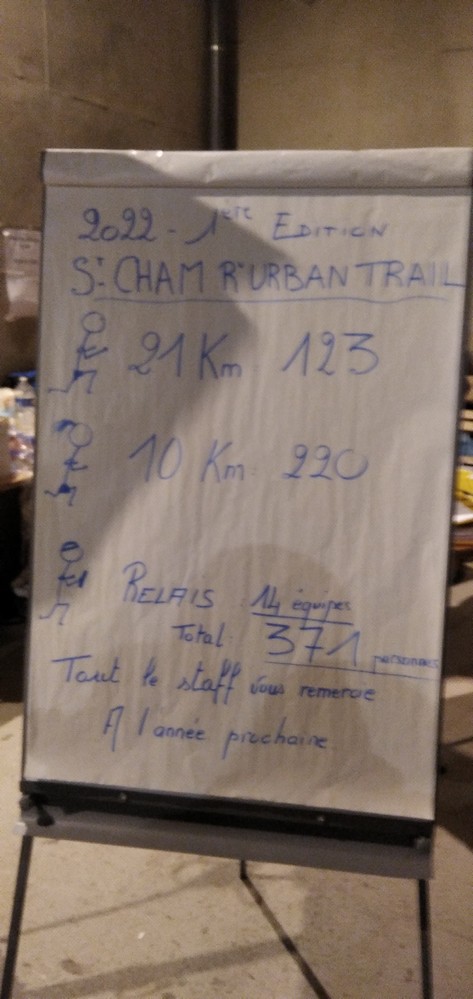 2022 - 1ère EDITION
St CHAM R'URBAN TRAIL
21 Km 123
10 Km: 220
RELAIS : 14 équipes
Total: 371 personnes
Tout le staff vous remercie
A l'année prochaine